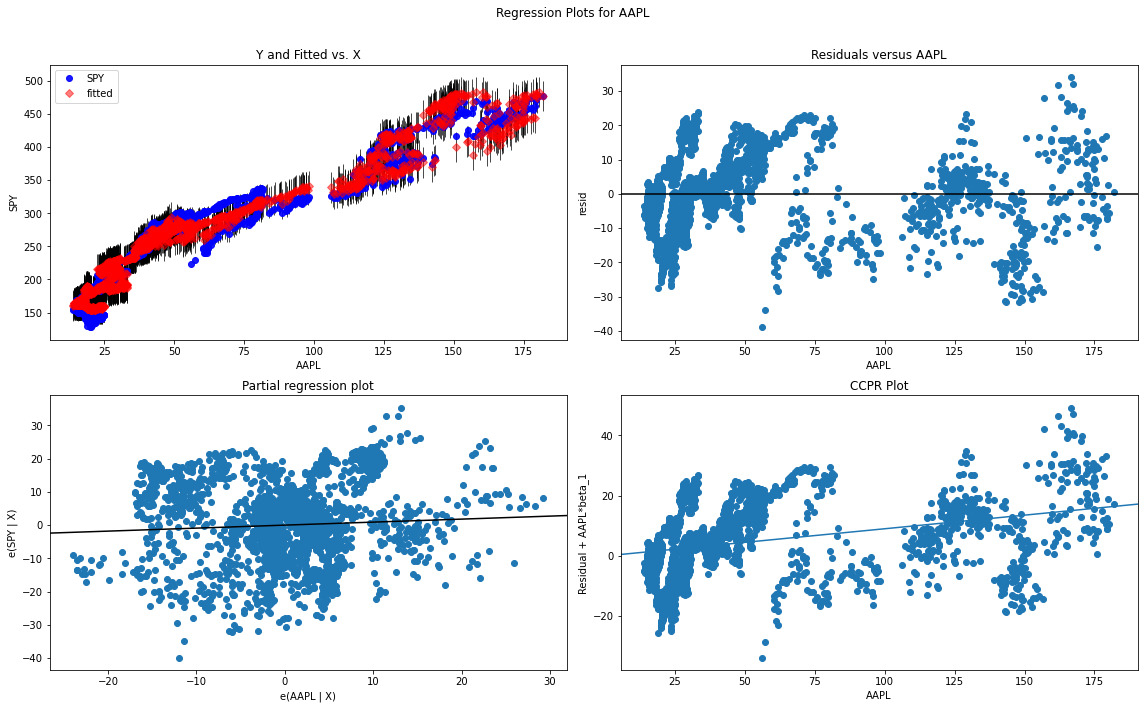 Regression Plots for AAPL
Y and Fitted vs. X
SPY
fitted
500
450
400
350
300
250
200
150
SPY
25 50 75 100 125 150 175
AAPL
Residuals versus AAPL
30
20
10
0
−10
−20
−30
−40
resid
25 50 75 100 125 150 175
AAPL
Partial regression plot
30
20
10
0
−10
−20
−30
−40
e(SPY | X)
−20 −10 0 10 20 30
e(AAPL | X)
CCPR Plot
40
20
0
−20
Residual + AAPL*beta_1
25 50 75 100 125 150 175
AAPL